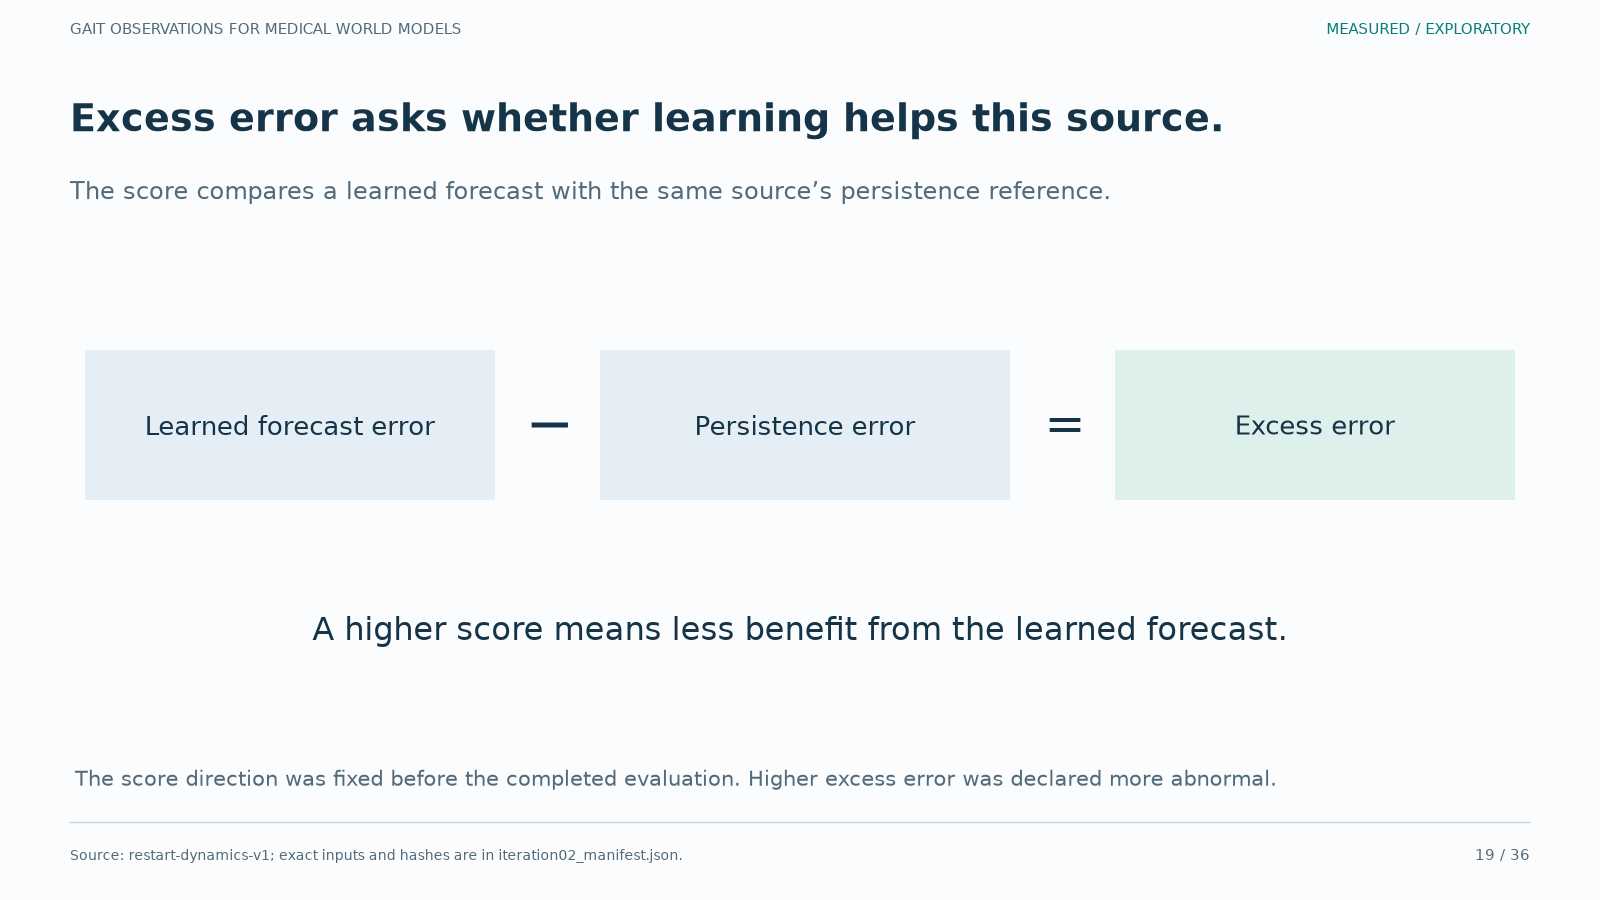 GAIT OBSERVATIONS FOR MEDICAL WORLD MODELS
MEASURED / EXPLORATORY
Excess error asks whether learning helps this source.
The score compares a learned forecast with the same source’s persistence reference.
Learned forecast error — Persistence error = Excess error
A higher score means less benefit from the learned forecast.
The score direction was fixed before the completed evaluation. Higher excess error was declared more abnormal.
Source: restart-dynamics-v1; exact inputs and hashes are in iteration02_manifest.json.
19 / 36